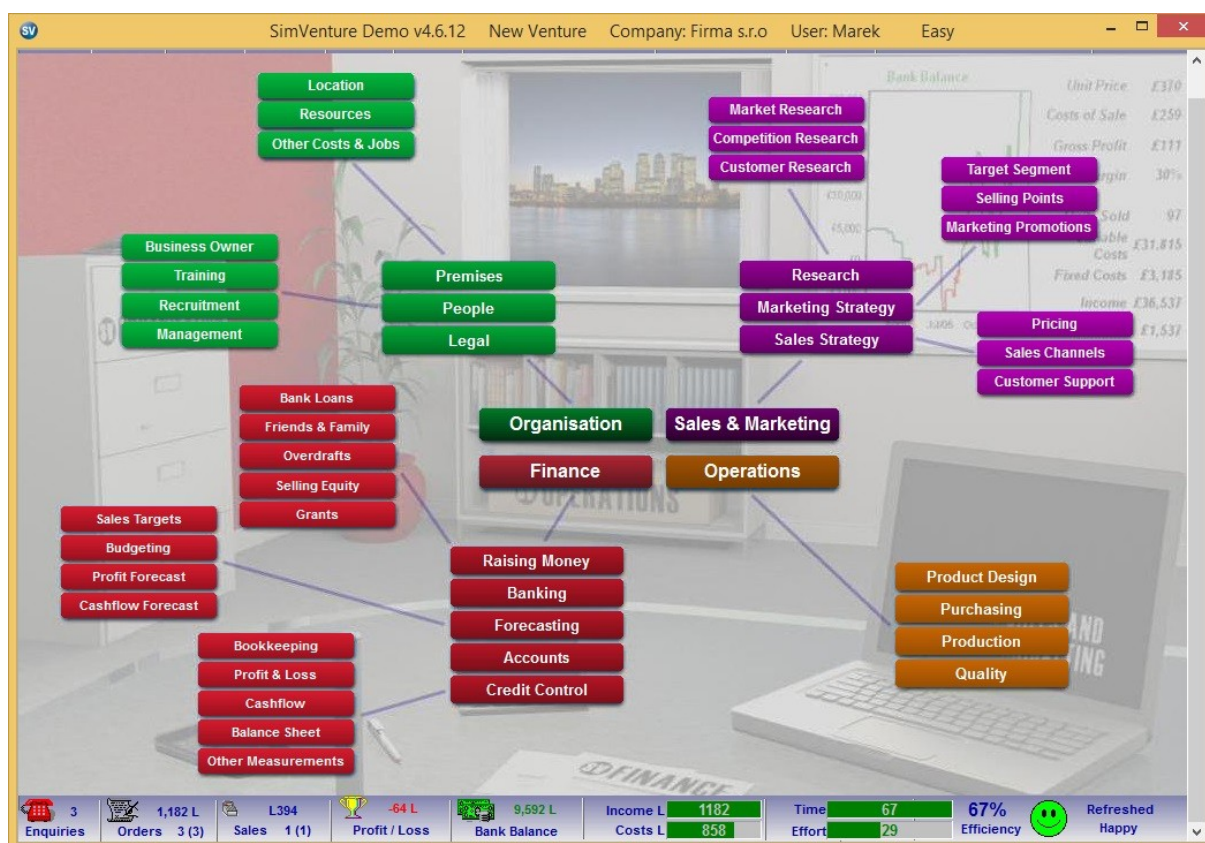 SV SimVenture Demo v4.6.12 New Venture Company: Firma s.r.o User: Marek Easy
Location
Resources
Other Costs & Jobs
Market Research
Competition Research
Customer Research
Bank Balance
Unit Price £370
Costs of Sale £259
Gross Profit £111
30%
Sold 97
Costs £31,815
Fixed Costs £3,185
Income £36,537
£1,537
£10,000
£5,000
Target Segment
Selling Points
Marketing Promotions
Business Owner
Training
Recruitment
Management
Premises
People
Legal
Research
Marketing Strategy
Sales Strategy
Pricing
Sales Channels
Customer Support
Bank Loans
Friends & Family
Overdrafts
Selling Equity
Grants
Organisation
Sales & Marketing
Finance
Operations
OPERATIONS
Sales Targets
Budgeting
Profit Forecast
Cashflow Forecast
Raising Money
Banking
Forecasting
Accounts
Credit Control
Product Design
Purchasing
Production
Quality
Bookkeeping
Profit & Loss
Cashflow
Balance Sheet
Other Measurements
FINANCE
3 1,182 L L394 -64 L 9,592 L Income L 1182 Time 67 67% Refreshed
Enquiries Orders 3 (3) Sales 1 (1) Profit / Loss Bank Balance Costs L 858 Effort 29 Efficiency Happy